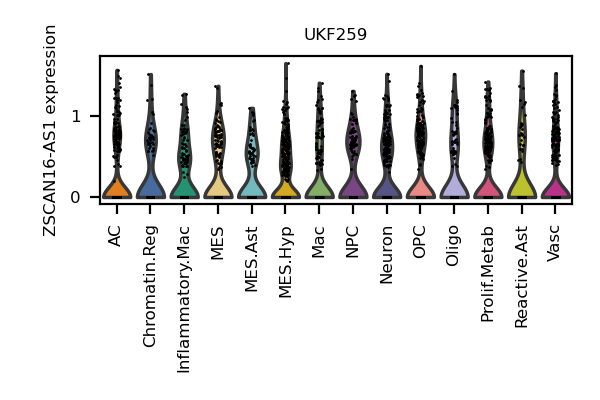 UKF259
ZSCAN16-AS1 expression
1
0
AC
Chromatin.Reg
Inflammatory.Mac
MES
MES.Ast
MES.Hyp
Mac
NPC
Neuron
OPC
Oligo
Prolif.Metab
Reactive.Ast
Vasc